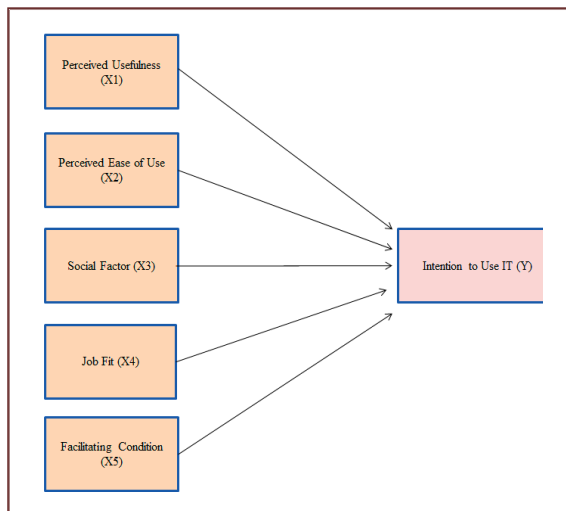 Perceived Usefulness
(X1)
Perceived Ease of Use
(X2)
Social Factor (X3)
Intention to Use IT (Y)
Job Fit (X4)
Facilitating Condition
(X5)